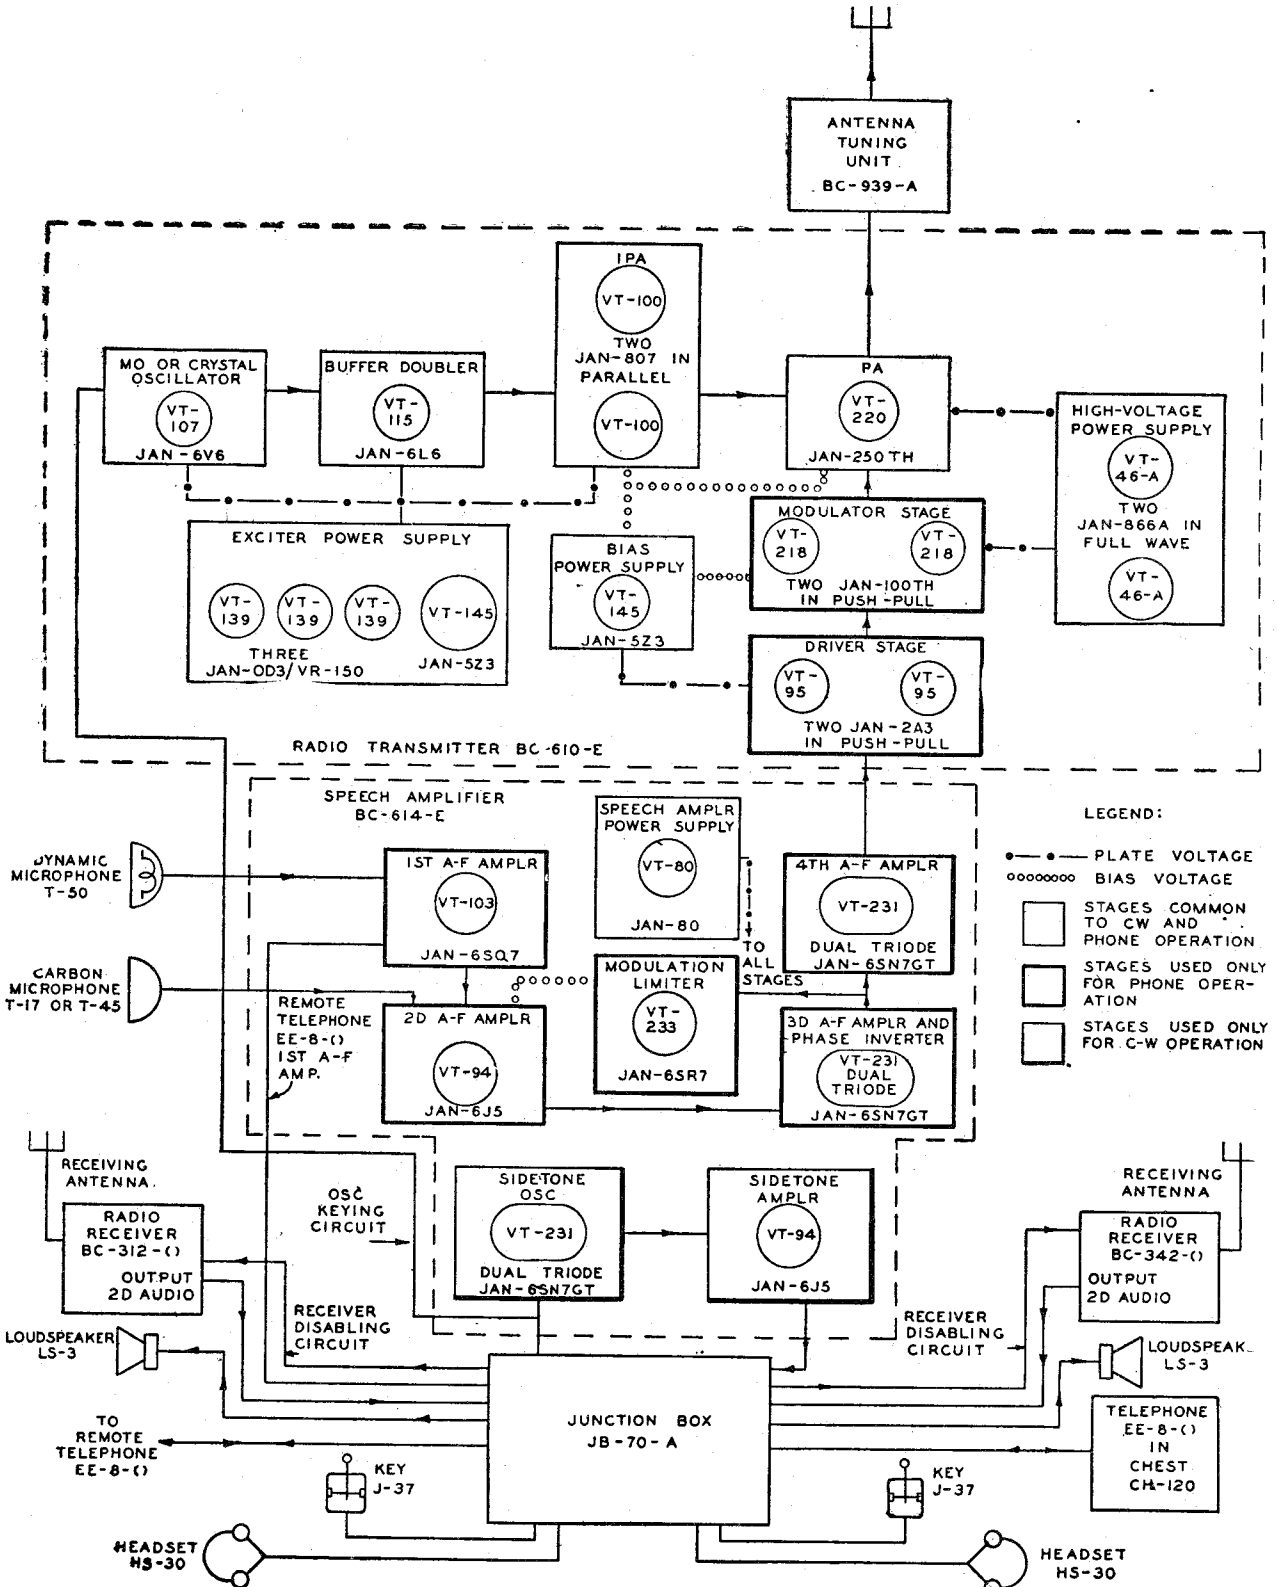 ANTENNA
TUNING
UNIT
BC-939-A
IPA
VT-100
TWO
JAN-807 IN
PARALLEL
VT-100
MO OR CRYSTAL
OSCILLATOR
VT-
107
JAN-6V6
BUFFER DOUBLER
VT-
115
JAN-6L6
PA
VT-
220
JAN-250TH
HIGH-VOLTAGE
POWER SUPPLY
VT-
46-A
TWO
JAN-866A IN
FULL WAVE
VT-
46-A
EXCITER POWER SUPPLY
VT-
139
VT-
139
VT-
139
VT-145
THREE
JAN-OD3/VR-150
JAN-5Z3
BIAS
POWER SUPPLY
VT-
145
JAN-5Z3
MODULATOR STAGE
VT-
218
VT-
218
TWO JAN-100TH
IN PUSH-PULL
DRIVER STAGE
VT-
95
VT-
95
TWO JAN-2A3
IN PUSH-PULL
RADIO TRANSMITTER BC-610-E
SPEECH AMPLIFIER
BC-614-E
DYNAMIC
MICROPHONE
T-50
1ST A-F AMPLR
VT-103
JAN-6SQ7
SPEECH AMPLR
POWER SUPPLY
VT-80
JAN-80
TO
ALL
STAGES
4TH A-F AMPLR
VT-231
DUAL TRIODE
JAN-6SN7GT
CARBON
MICROPHONE
T-17 OR T-45
REMOTE
TELEPHONE
EE-8-()
1ST A-F
AMP.
2D A-F AMPLR
VT-94
JAN-6J5
MODULATION
LIMITER
VT-
233
JAN-6SR7
3D A-F AMPLR AND
PHASE INVERTER
VT-231
DUAL
TRIODE
JAN-6SN7GT
LEGEND:
PLATE VOLTAGE
BIAS VOLTAGE
STAGES COMMON
TO CW AND
PHONE OPERATION
STAGES USED ONLY
FOR PHONE OPER-
ATION
STAGES USED ONLY
FOR C-W OPERATION
RECEIVING
ANTENNA.
RADIO
RECEIVER
BC-312-()
OUTPUT
2D AUDIO
OSC
KEYING
CIRCUIT
SIDETONE
OSC
VT-231
DUAL TRIODE
JAN-6SN7GT
SIDETONE
AMPLR
VT-94
JAN-6J5
RECEIVING
ANTENNA
RADIO
RECEIVER
BC-342-()
OUTPUT
2D AUDIO
LOUDSPEAKER
LS-3
RECEIVER
DISABLING
CIRCUIT
RECEIVER
DISABLING
CIRCUIT
LOUDSPEAK
LS-3
TO
REMOTE
TELEPHONE
EE-8-()
JUNCTION BOX
JB-70-A
TELEPHONE
EE-8-()
IN
CHEST
CH-120
KEY
J-37
KEY
J-37
HEADSET
HS-30
HEADSET
HS-30